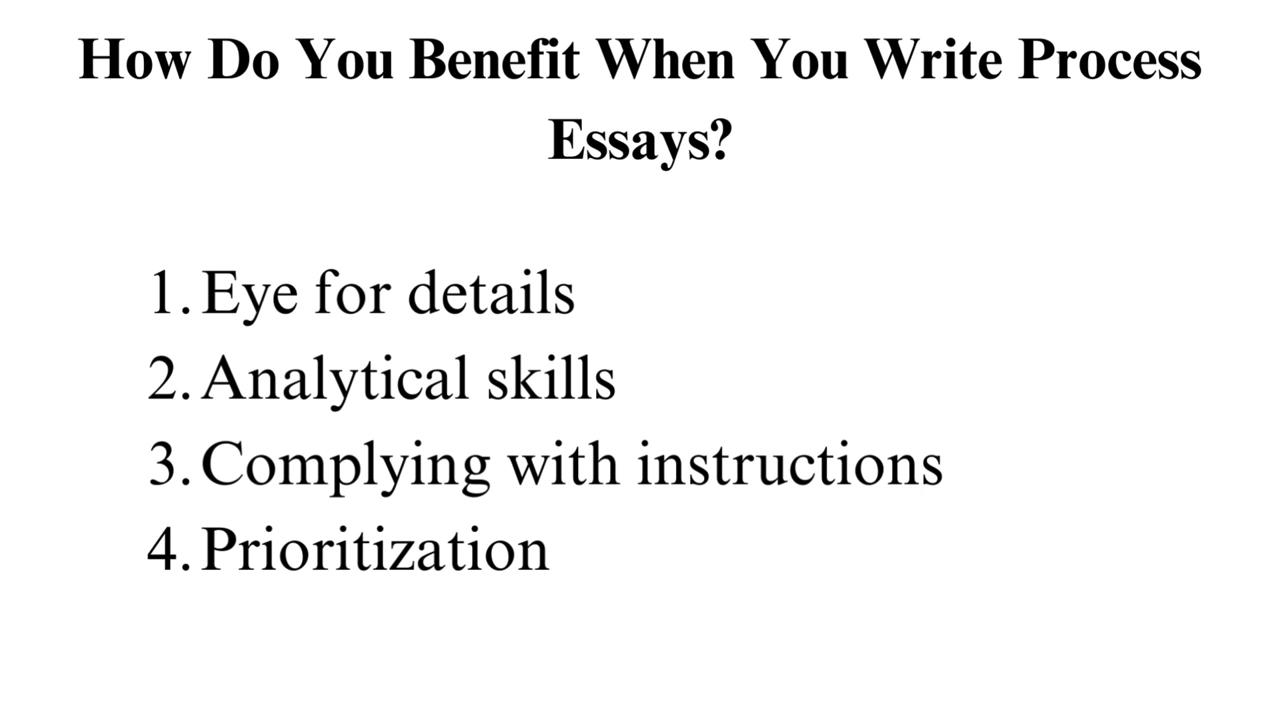 How Do You Benefit When You Write Process
Essays?
1. Eye for details
2. Analytical skills
3. Complying with instructions
4. Prioritization